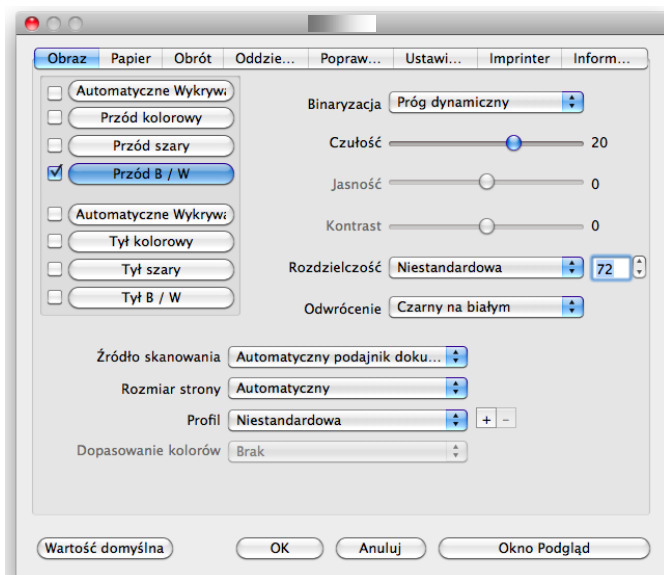 Obraz Papier Obrót Oddzie... Popraw... Ustawi... Imprinter Inform...
Automatyczne Wykrywa
Przód kolorowy
Przód szary
Przód B / W
Automatyczne Wykrywa
Tył kolorowy
Tył szary
Tył B / W
Binaryzacja Próg dynamiczny
Czułość 20
Jasność 0
Kontrast 0
Rozdzielczość Niestandardowa 72
Odwrócenie Czarny na białym
Źródło skanowania Automatyczny podajnik doku...
Rozmiar strony Automatyczny
Profil Niestandardowa + -
Dopasowanie kolorów Brak
Wartość domyślna OK Anuluj Okno Podgląd